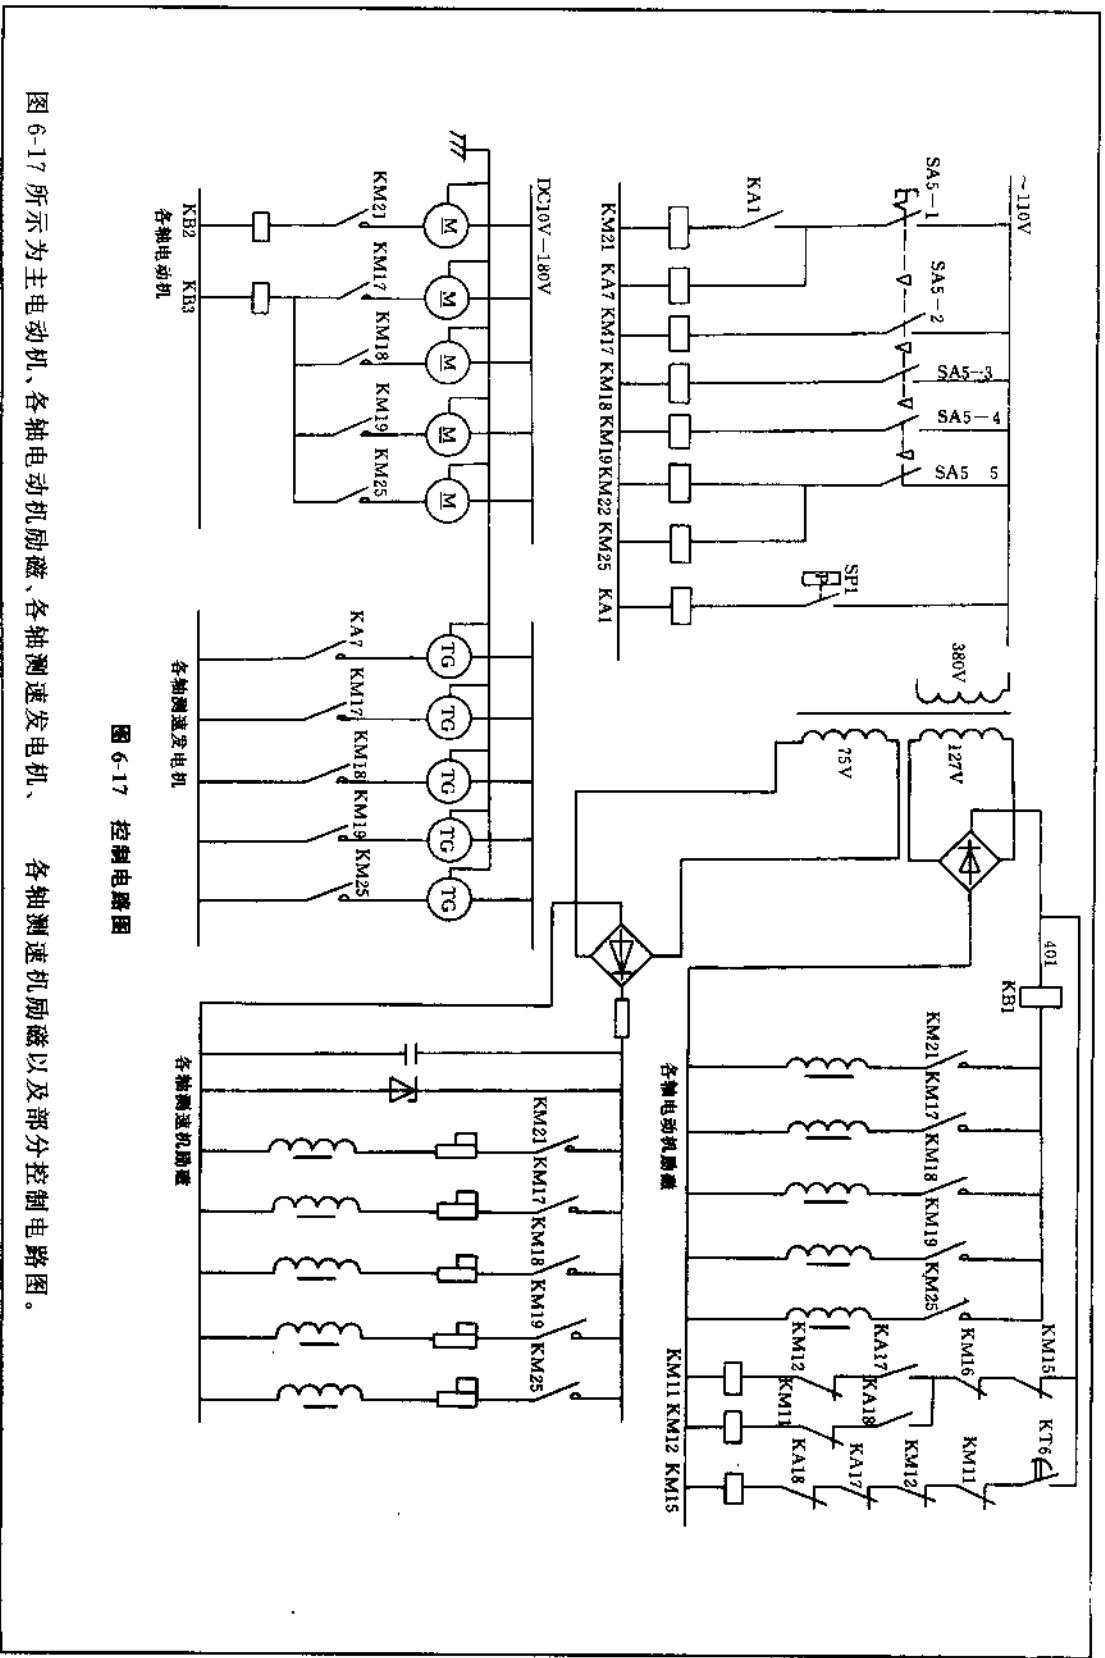 ~110V
SA5-1
SA5-2
SA5-3
SA5-4
SA5 5
KA1
SP1
P
KM21 KA7 KM17 KM18 KM19 KM22 KM25 KA1
380V
127V
75V
401
KB1
KM21
KM17
KM18
KM19
KM25
各轴电动机励磁
KM15
KM16
KA17
KM12
KA18
KM11
KT6
KM11
KM12
KA17
KA18
KM11 KM12 KM15
DC10V-180V
M
M
M
M
M
KM21
KM17
KM18
KM19
KM25
KB2
KB3
各轴电动机
TG
TG
TG
TG
TG
KA7
KM17
KM18
KM19
KM25
各轴测速发电机
KM21
KM17
KM18
KM19
KM25
各轴测速机励磁
图 6-17 控制电路图
图 6-17 所示为主电动机、各轴电动机励磁、各轴测速发电机、 各轴测速机励磁以及部分控制电路图。